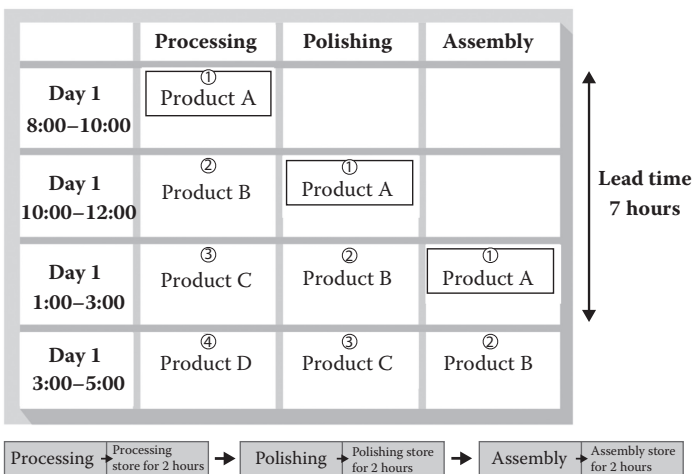 Processing Polishing Assembly
Day 1
8:00–10:00
①
Product A
Day 1
10:00–12:00
②
Product B
①
Product A
Day 1
1:00–3:00
③
Product C
②
Product B
①
Product A
Day 1
3:00–5:00
④
Product D
③
Product C
②
Product B
Lead time
7 hours
Processing
Processing
store for 2 hours
Polishing
Polishing store
for 2 hours
Assembly
Assembly store
for 2 hours